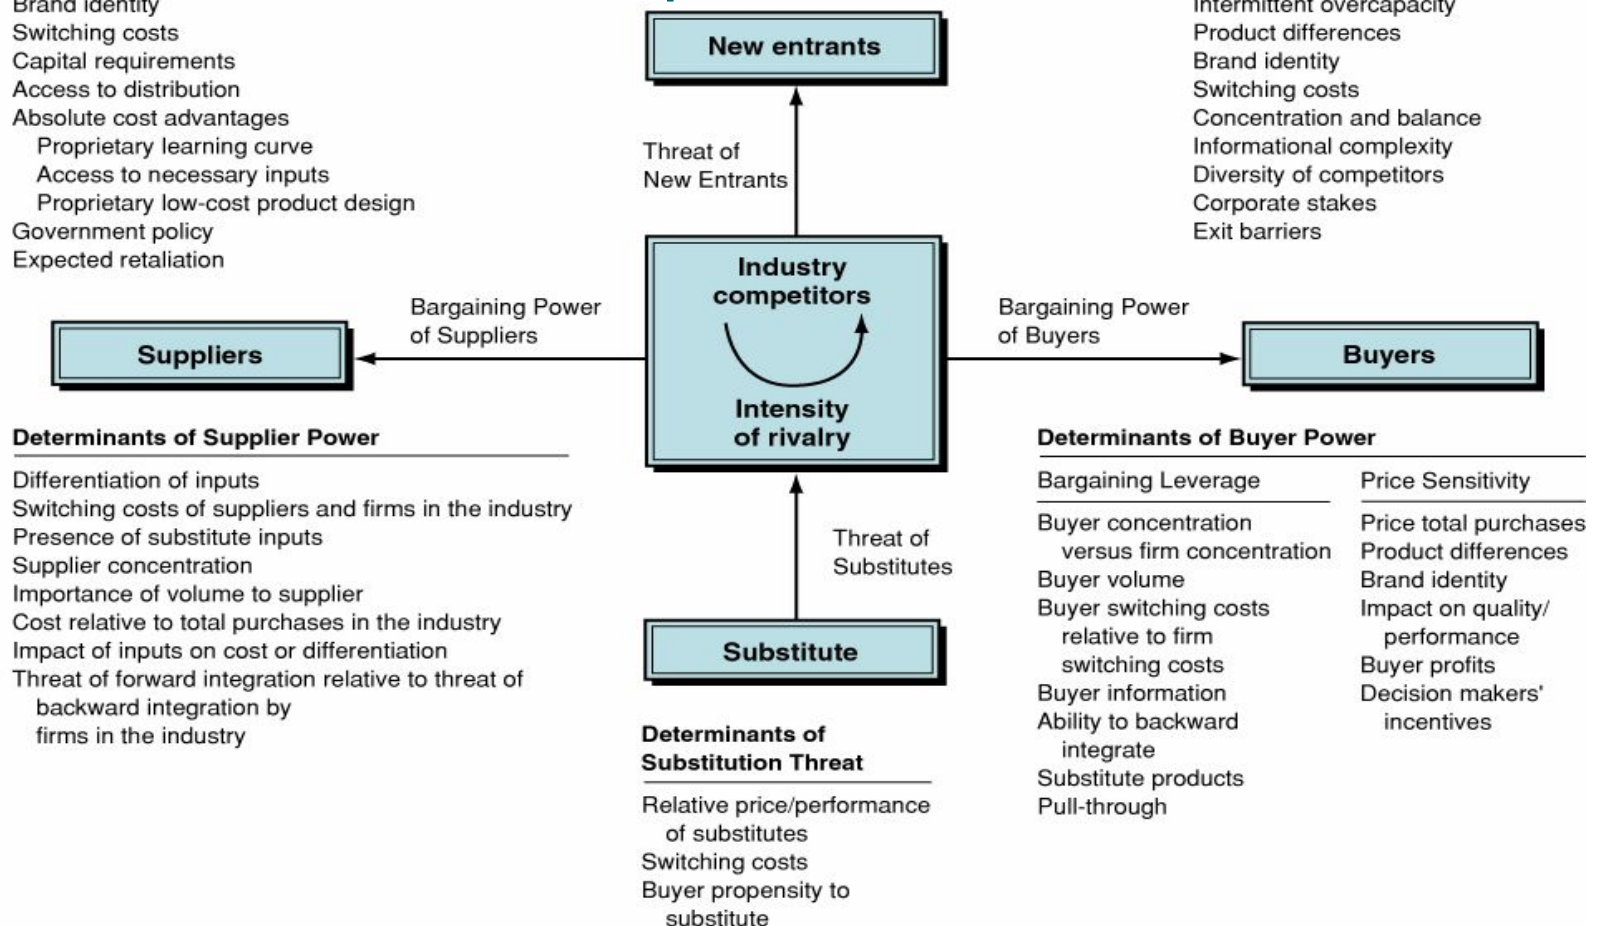 Brand identity
Switching costs
Capital requirements
Access to distribution
Absolute cost advantages
Proprietary learning curve
Access to necessary inputs
Proprietary low-cost product design
Government policy
Expected retaliation
New entrants
Intermittent overcapacity
Product differences
Brand identity
Switching costs
Concentration and balance
Informational complexity
Diversity of competitors
Corporate stakes
Exit barriers
Threat of
New Entrants
Industry
competitors
Intensity
of rivalry
Bargaining Power
of Suppliers
Suppliers
Bargaining Power
of Buyers
Buyers
Determinants of Supplier Power
Differentiation of inputs
Switching costs of suppliers and firms in the industry
Presence of substitute inputs
Supplier concentration
Importance of volume to supplier
Cost relative to total purchases in the industry
Impact of inputs on cost or differentiation
Threat of forward integration relative to threat of
backward integration by
firms in the industry
Threat of
Substitutes
Substitute
Determinants of
Substitution Threat
Relative price/performance
of substitutes
Switching costs
Buyer propensity to
substitute
Determinants of Buyer Power
Bargaining Leverage
Buyer concentration
versus firm concentration
Buyer volume
Buyer switching costs
relative to firm
switching costs
Buyer information
Ability to backward
integrate
Substitute products
Pull-through
Price Sensitivity
Price total purchases
Product differences
Brand identity
Impact on quality/
performance
Buyer profits
Decision makers'
incentives